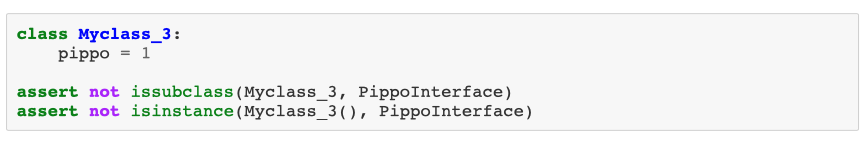 class Myclass_3:
    pippo = 1
assert not issubclass(Myclass_3, PippoInterface)
assert not isinstance(Myclass_3(), PippoInterface)